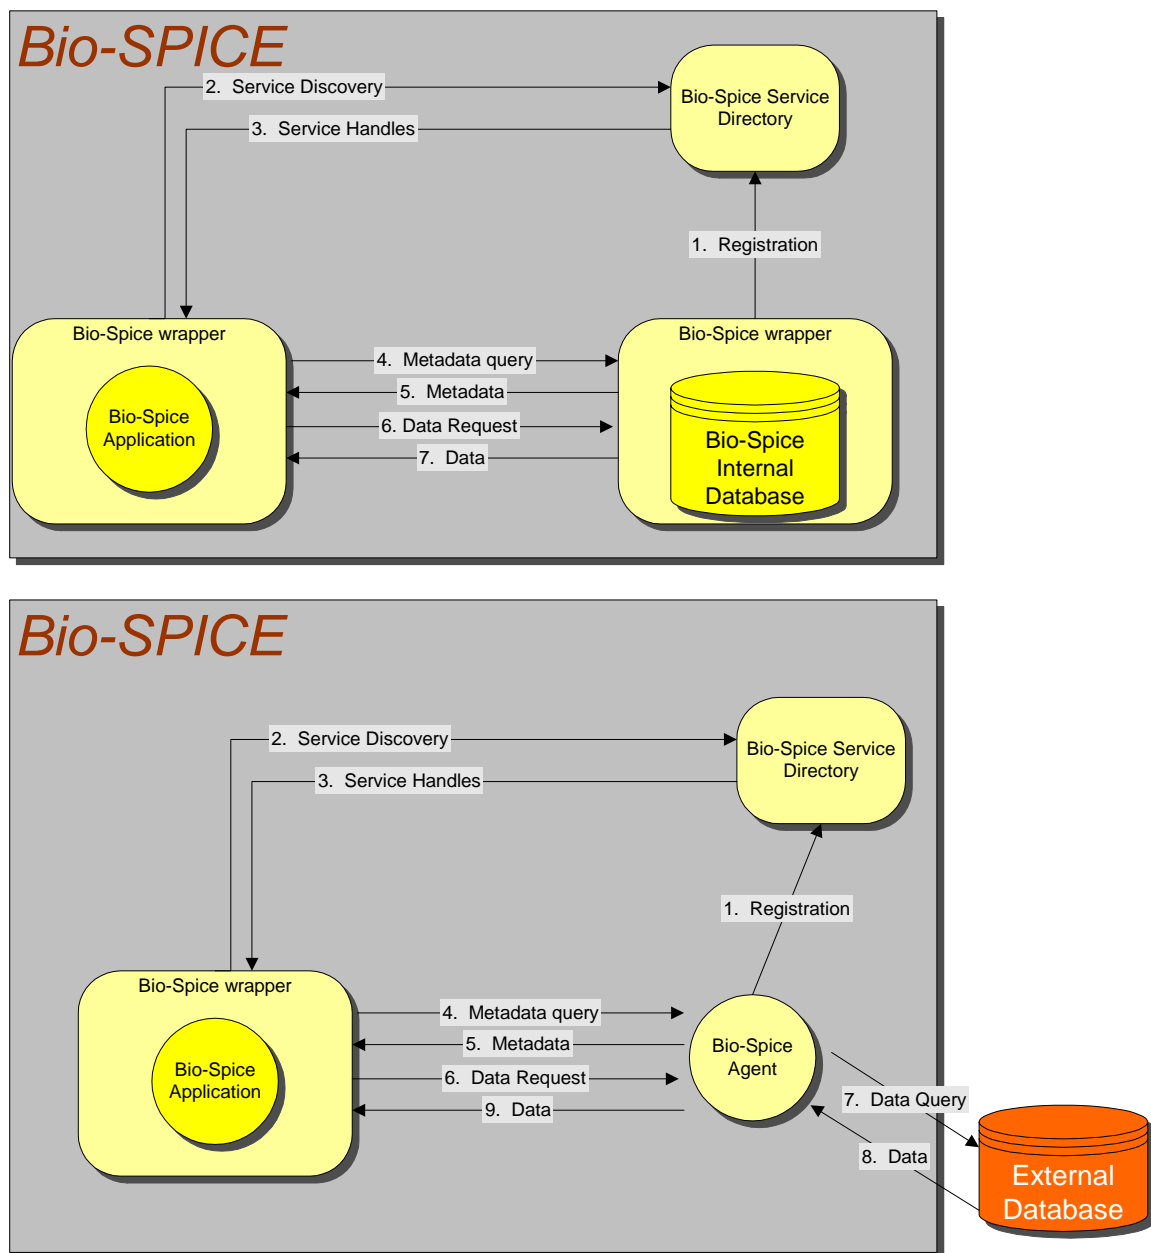 Bio-SPICE
2. Service Discovery
Bio-Spice Service
Directory
3. Service Handles
1. Registration
Bio-Spice wrapper
Bio-Spice wrapper
4. Metadata query
5. Metadata
6. Data Request
7. Data
Bio-Spice
Application
Bio-Spice
Internal
Database
Bio-SPICE
2. Service Discovery
Bio-Spice Service
Directory
3. Service Handles
1. Registration
Bio-Spice wrapper
4. Metadata query
5. Metadata
6. Data Request
9. Data
Bio-Spice
Application
Bio-Spice
Agent
7. Data Query
8. Data
External
Database